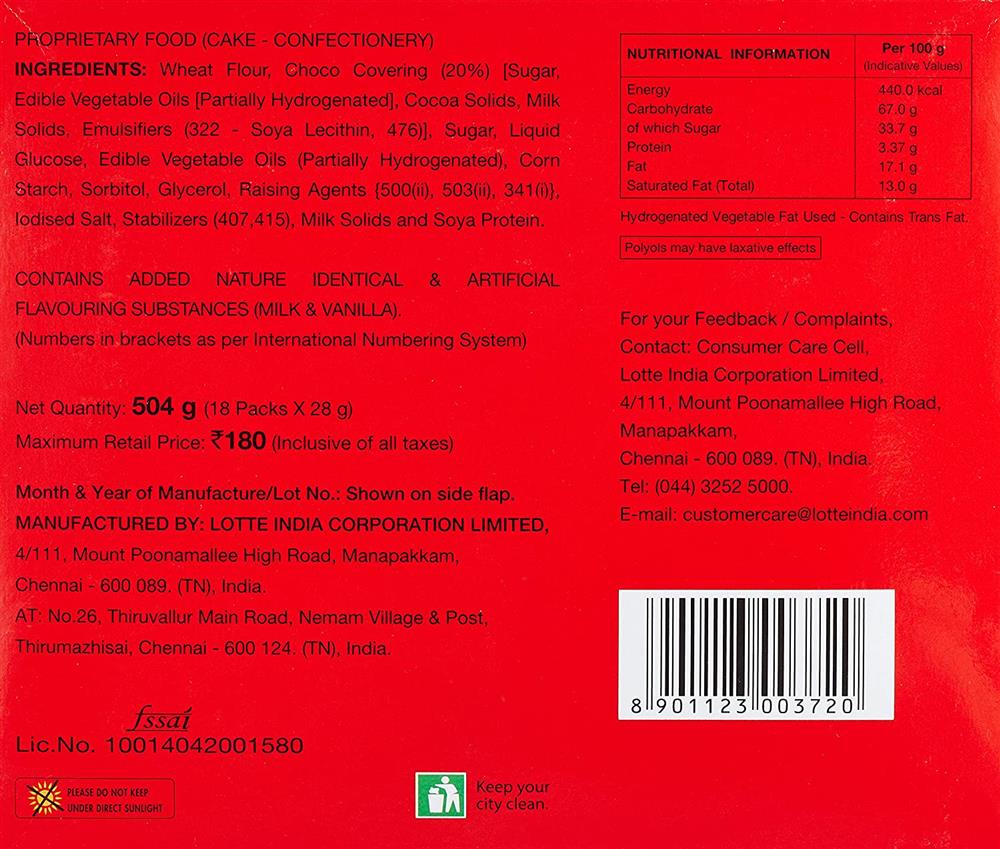 PROPRIETARY FOOD (CAKE - CONFECTIONERY)
INGREDIENTS: Wheat Flour, Choco Covering (20%) [Sugar,
Edible Vegetable Oils [Partially Hydrogenated], Cocoa Solids, Milk
Solids, Emulsifiers (322 - Soya Lecithin, 476)], Sugar, Liquid
Glucose, Edible Vegetable Oils (Partially Hydrogenated), Corn
Starch, Sorbitol, Glycerol, Raising Agents {500(ii), 503(ii), 341(i)},
Iodised Salt, Stabilizers (407,415), Milk Solids and Soya Protein.
CONTAINS ADDED NATURE IDENTICAL & ARTIFICIAL
FLAVOURING SUBSTANCES (MILK & VANILLA).
(Numbers in brackets as per International Numbering System)
Net Quantity: 504 g (18 Packs X 28 g)
Maximum Retail Price: ₹180 (Inclusive of all taxes)
Month & Year of Manufacture/Lot No.: Shown on side flap.
MANUFACTURED BY: LOTTE INDIA CORPORATION LIMITED,
4/111, Mount Poonamallee High Road, Manapakkam,
Chennai - 600 089. (TN), India.
AT: No.26, Thiruvallur Main Road, Nemam Village & Post,
Thirumazhisai, Chennai - 600 124. (TN), India.
fssai
Lic.No. 10014042001580
PLEASE DO NOT KEEP
UNDER DIRECT SUNLIGHT
Keep your
city clean.
NUTRITIONAL INFORMATION Per 100 g
(Indicative Values)
Energy 440.0 kcal
Carbohydrate 67.0 g
of which Sugar 33.7 g
Protein 3.37 g
Fat 17.1 g
Saturated Fat (Total) 13.0 g
Hydrogenated Vegetable Fat Used - Contains Trans Fat.
Polyols may have laxative effects
For your Feedback / Complaints,
Contact: Consumer Care Cell,
Lotte India Corporation Limited,
4/111, Mount Poonamallee High Road,
Manapakkam,
Chennai - 600 089. (TN), India.
Tel: (044) 3252 5000.
E-mail: customercare@lotteindia.com
8 901123 003720